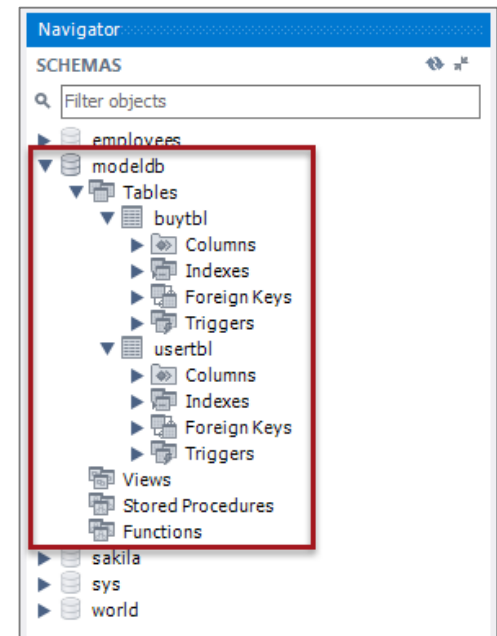 Navigator
SCHEMAS
Filter objects
employees
modeldb
Tables
buytbl
Columns
Indexes
Foreign Keys
Triggers
usertbl
Columns
Indexes
Foreign Keys
Triggers
Views
Stored Procedures
Functions
sakila
sys
world